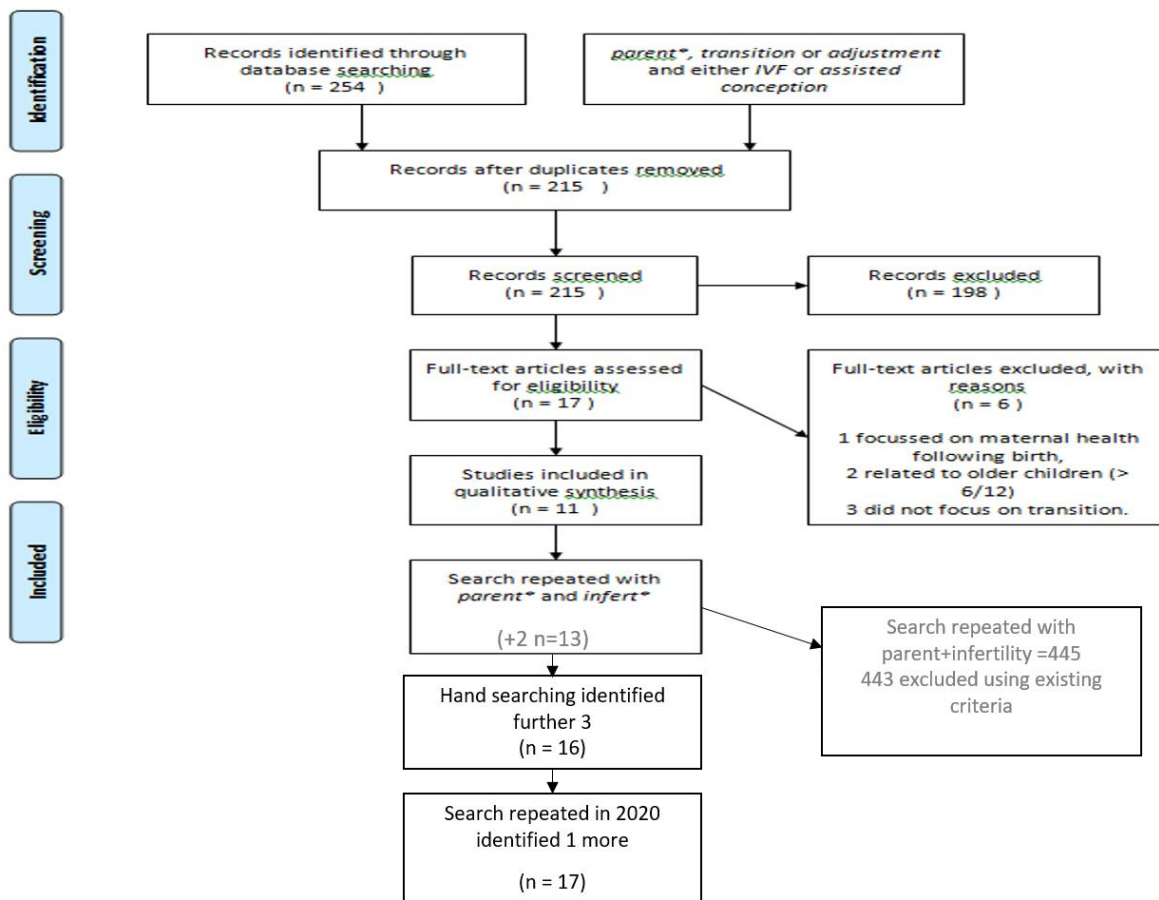 Identification
Records identified through
database searching
(n = 254 )
parent*, transition or adjustment
and either IVF or assisted
conception
Records after duplicates removed
(n = 215 )
Screening
Records screened
(n = 215 )
Records excluded
(n = 198 )
Eligibility
Full-text articles assessed
for eligibility
(n = 17 )
Full-text articles excluded, with
reasons
(n = 6 )
1 focussed on maternal health
following birth,
2 related to older children (>
6/12)
3 did not focus on transition.
Studies included in
qualitative synthesis
(n = 11 )
Included
Search repeated with
parent* and infert*
(+2 n=13)
Search repeated with
parent+infertility =445
443 excluded using existing
criteria
Hand searching identified
further 3
(n = 16)
Search repeated in 2020
identified 1 more
(n = 17)